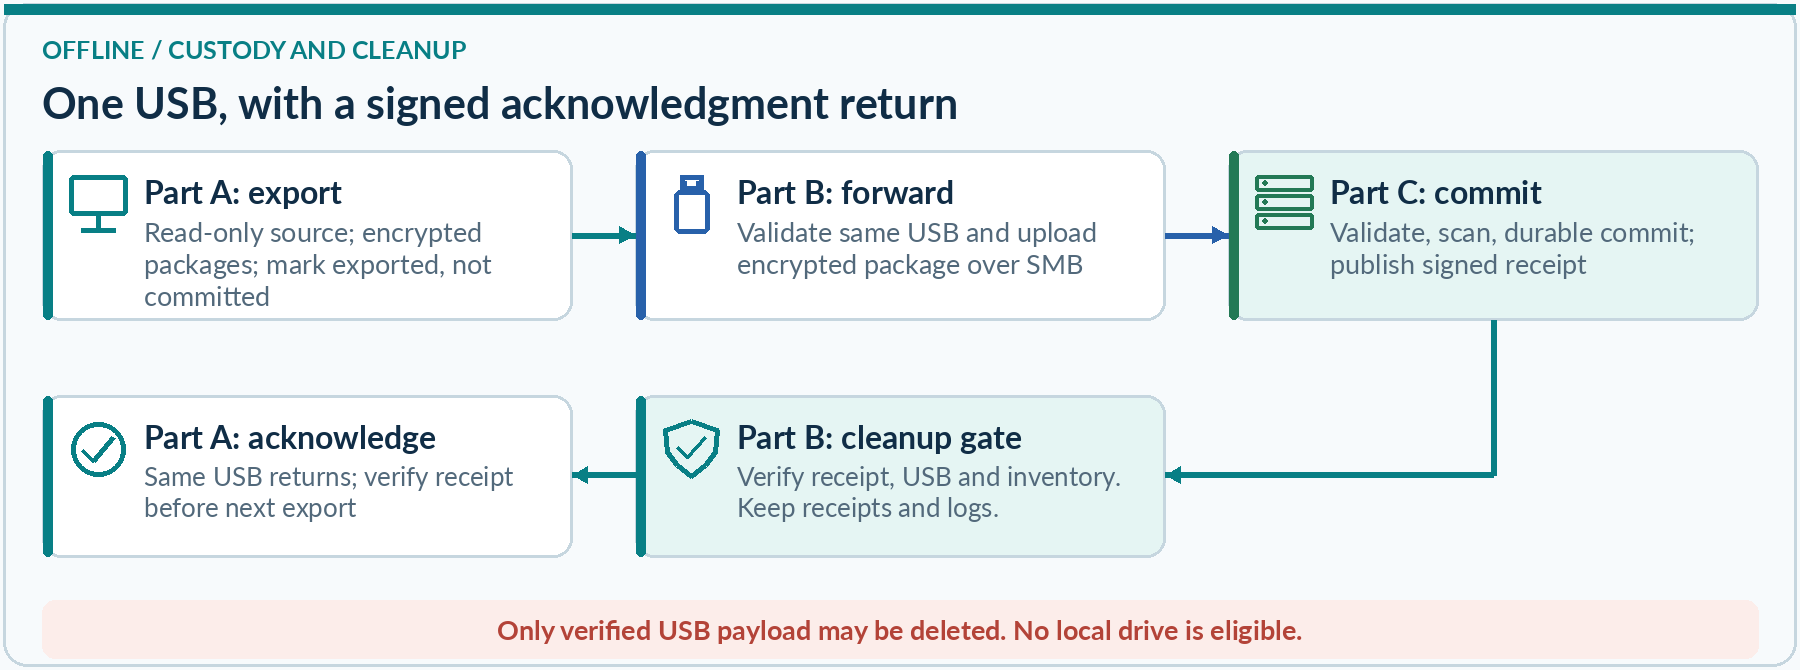 OFFLINE / CUSTODY AND CLEANUP
One USB, with a signed acknowledgment return
Part A: export
Read-only source; encrypted
packages; mark exported, not
committed
Part B: forward
Validate same USB and upload
encrypted package over SMB
Part C: commit
Validate, scan, durable commit;
publish signed receipt
Part A: acknowledge
Same USB returns; verify receipt
before next export
Part B: cleanup gate
Verify receipt, USB and inventory.
Keep receipts and logs.
Only verified USB payload may be deleted. No local drive is eligible.